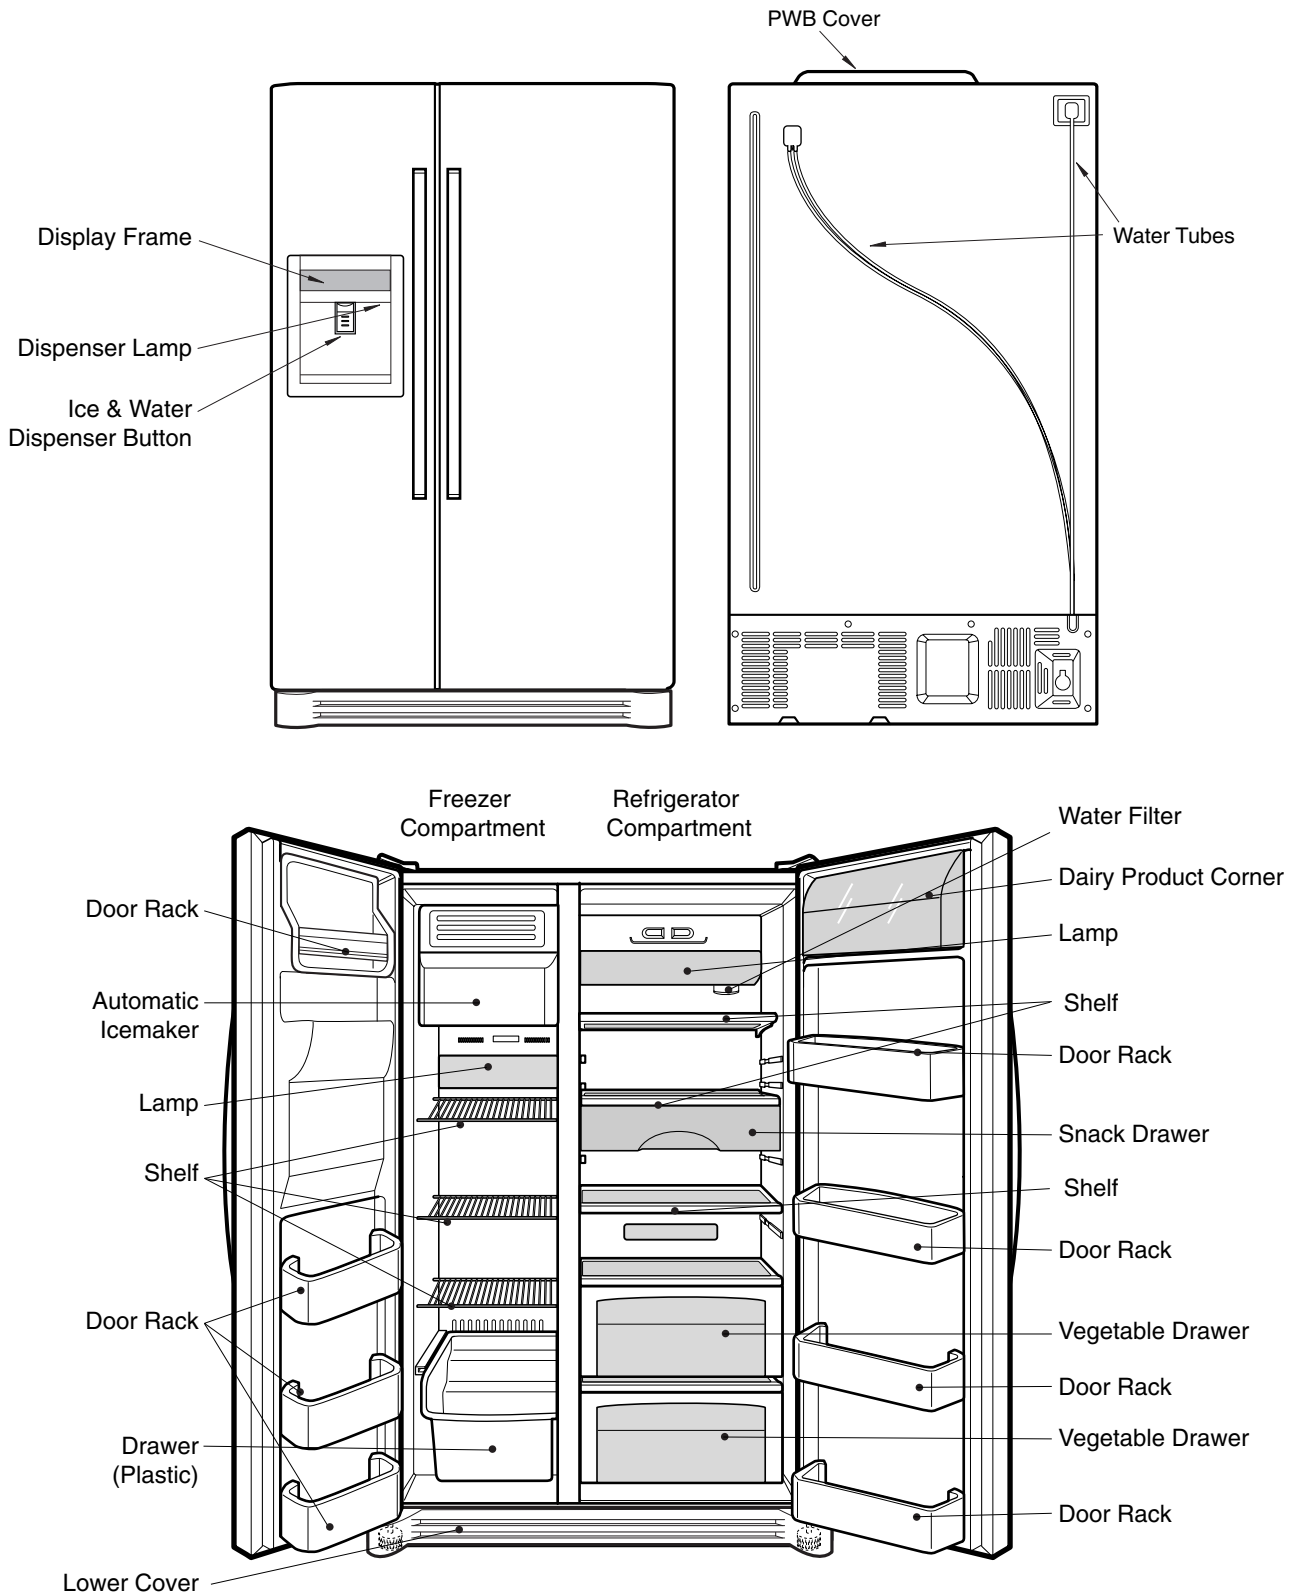 PWB Cover
Display Frame
Water Tubes
Dispenser Lamp
Ice & Water
Dispenser Button
Freezer
Compartment
Refrigerator
Compartment
Water Filter
Dairy Product Corner
Door Rack
Lamp
Automatic
Icemaker
Shelf
Door Rack
Lamp
Snack Drawer
Shelf
Shelf
Door Rack
Door Rack
Vegetable Drawer
Door Rack
Drawer
(Plastic)
Vegetable Drawer
Door Rack
Lower Cover